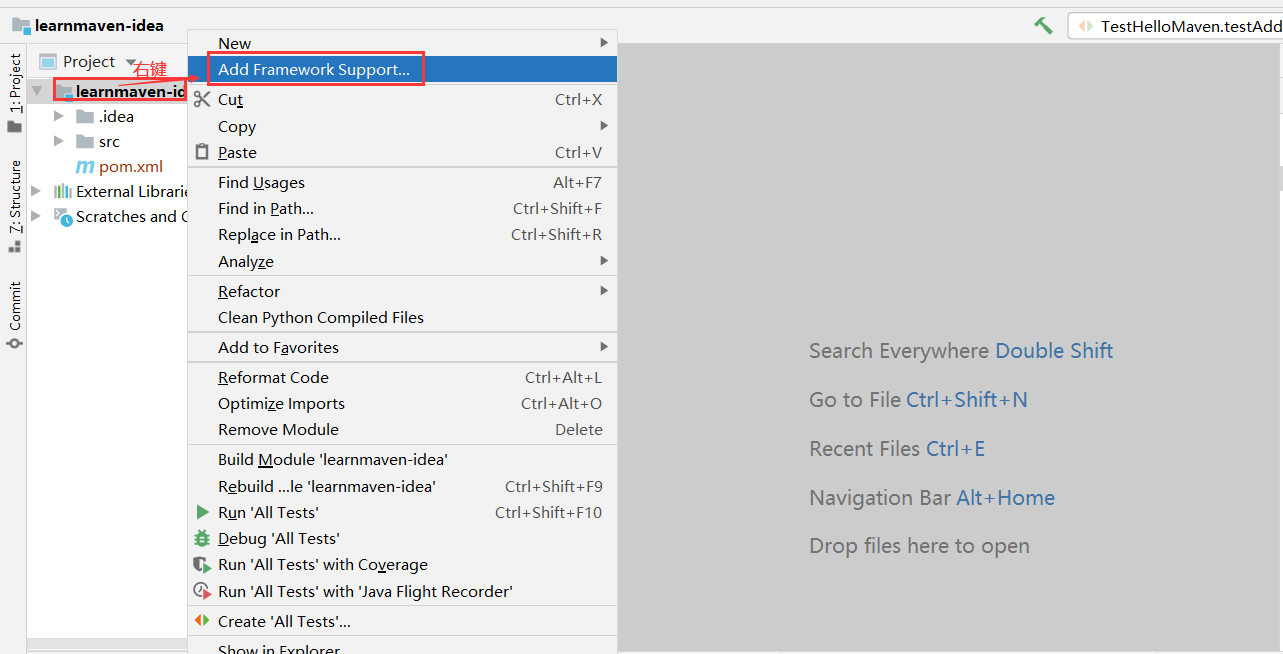 learnmaven-idea
TestHelloMaven.testAdd
1: Project
Z: Structure
Commit
Project
右键
learnmaven-id
.idea
src
pom.xml
External Librarie
Scratches and C
New
Add Framework Support...
Cut Ctrl+X
Copy
Paste Ctrl+V
Find Usages Alt+F7
Find in Path... Ctrl+Shift+F
Replace in Path... Ctrl+Shift+R
Analyze
Refactor
Clean Python Compiled Files
Add to Favorites
Reformat Code Ctrl+Alt+L
Optimize Imports Ctrl+Alt+O
Remove Module Delete
Build Module 'learnmaven-idea'
Rebuild ...le 'learnmaven-idea' Ctrl+Shift+F9
Run 'All Tests' Ctrl+Shift+F10
Debug 'All Tests'
Run 'All Tests' with Coverage
Run 'All Tests' with 'Java Flight Recorder'
Create 'All Tests'...
Show in Explorer
Search Everywhere Double Shift
Go to File Ctrl+Shift+N
Recent Files Ctrl+E
Navigation Bar Alt+Home
Drop files here to open